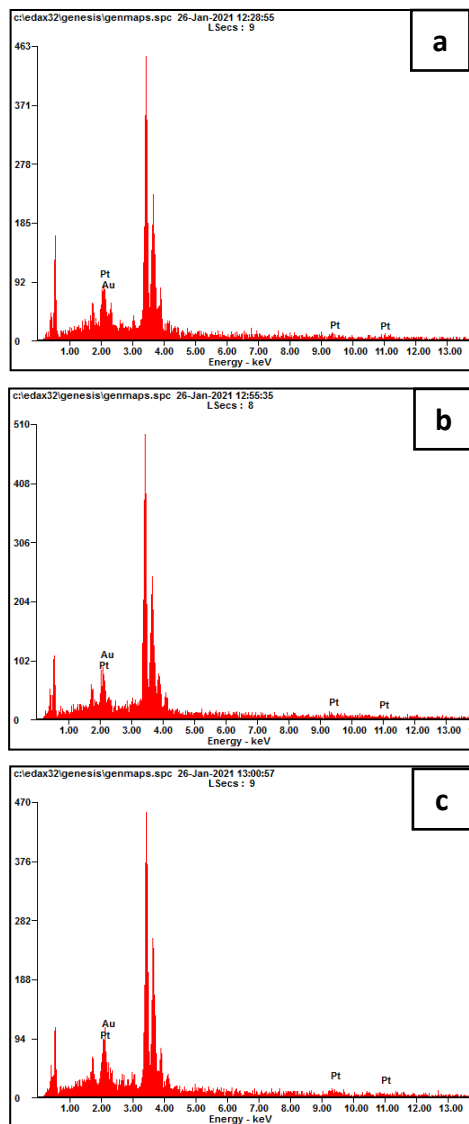 c:\edax32\genesis\genmaps.spc 26-Jan-2021 12:28:55
LSecs : 9
a
463
371
278
185
92
0
Pt
Au
Pt
Pt
1.00 2.00 3.00 4.00 5.00 6.00 7.00 8.00 9.00 10.00 11.00 12.00 13.00
Energy - keV
c:\edax32\genesis\genmaps.spc 26-Jan-2021 12:55:35
LSecs : 8
b
510
408
306
204
102
0
Au
Pt
Pt
Pt
1.00 2.00 3.00 4.00 5.00 6.00 7.00 8.00 9.00 10.00 11.00 12.00 13.00
Energy - keV
c:\edax32\genesis\genmaps.spc 26-Jan-2021 13:00:57
LSecs : 9
c
470
376
282
188
94
0
Au
Pt
Pt
Pt
1.00 2.00 3.00 4.00 5.00 6.00 7.00 8.00 9.00 10.00 11.00 12.00 13.00
Energy - keV